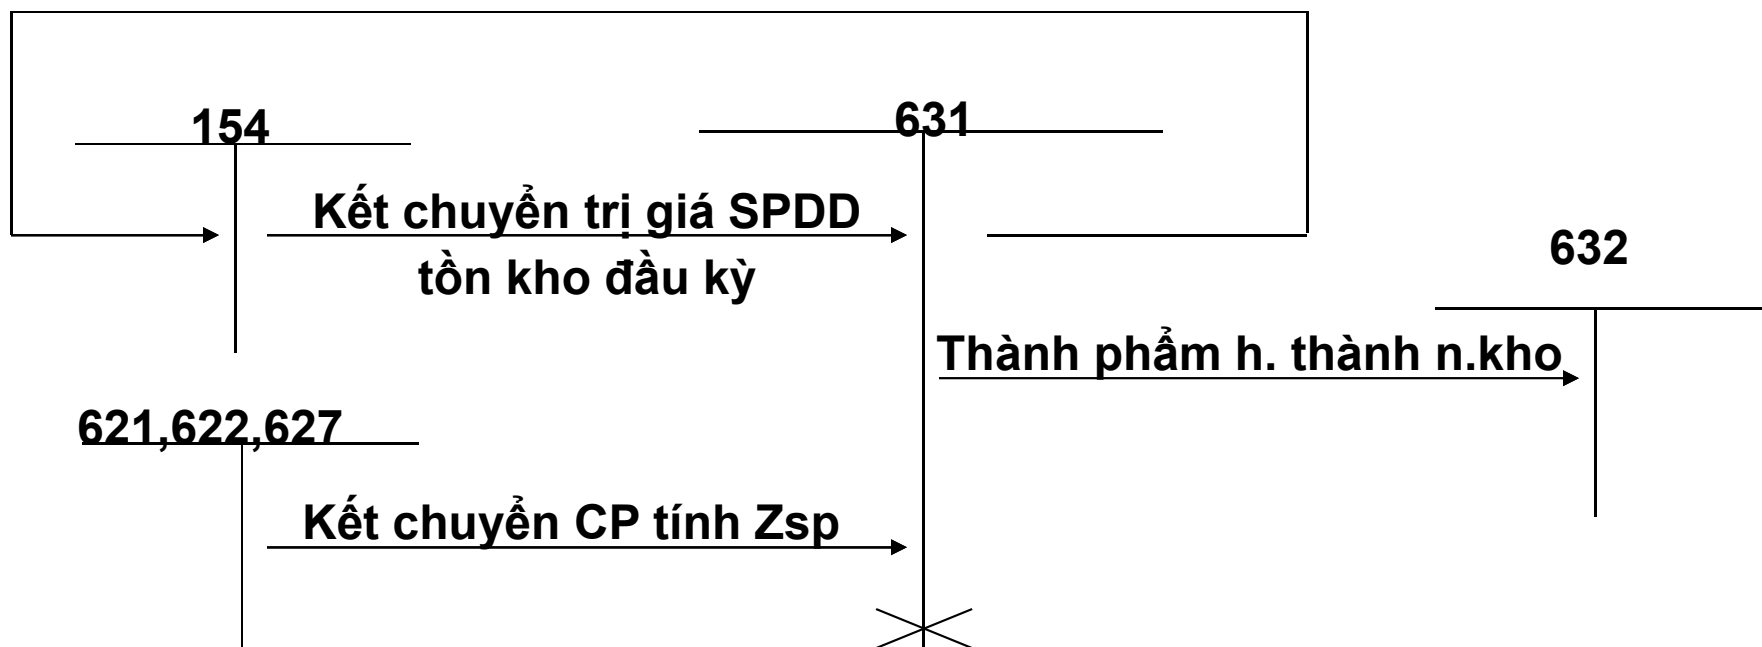 154
631
Kết chuyển trị giá SPDD
tồn kho đầu kỳ
632
Thành phẩm h. thành n.kho
621,622,627
Kết chuyển CP tính Zsp